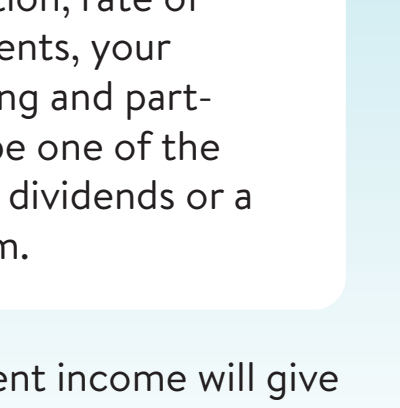 tion, rate of
ents, your
ng and part-
be one of the
dividends or a
m.
ent income will give